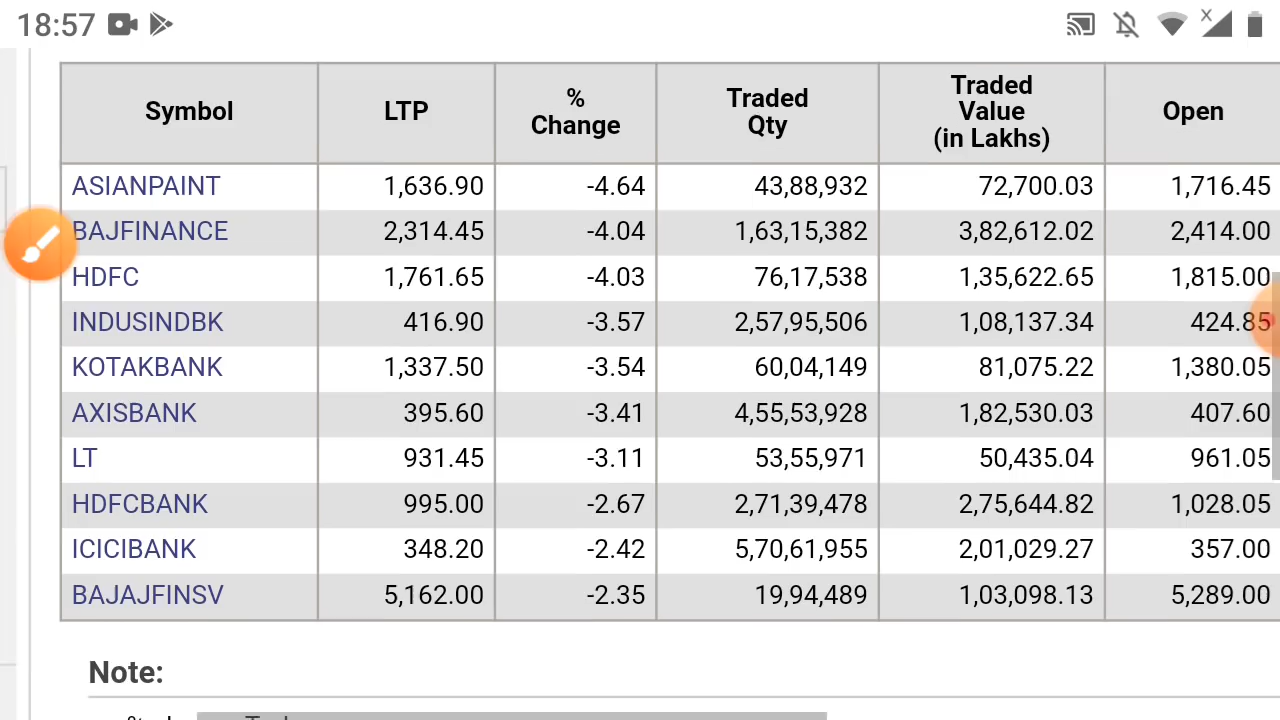 18:57
Symbol LTP % Change Traded Qty Traded Value (in Lakhs) Open
ASIANPAINT 1,636.90 -4.64 43,88,932 72,700.03 1,716.45
BAJFINANCE 2,314.45 -4.04 1,63,15,382 3,82,612.02 2,414.00
HDFC 1,761.65 -4.03 76,17,538 1,35,622.65 1,815.00
INDUSINDBK 416.90 -3.57 2,57,95,506 1,08,137.34 424.85
KOTAKBANK 1,337.50 -3.54 60,04,149 81,075.22 1,380.05
AXISBANK 395.60 -3.41 4,55,53,928 1,82,530.03 407.60
LT 931.45 -3.11 53,55,971 50,435.04 961.05
HDFCBANK 995.00 -2.67 2,71,39,478 2,75,644.82 1,028.05
ICICIBANK 348.20 -2.42 5,70,61,955 2,01,029.27 357.00
BAJAJFINSV 5,162.00 -2.35 19,94,489 1,03,098.13 5,289.00
Note: